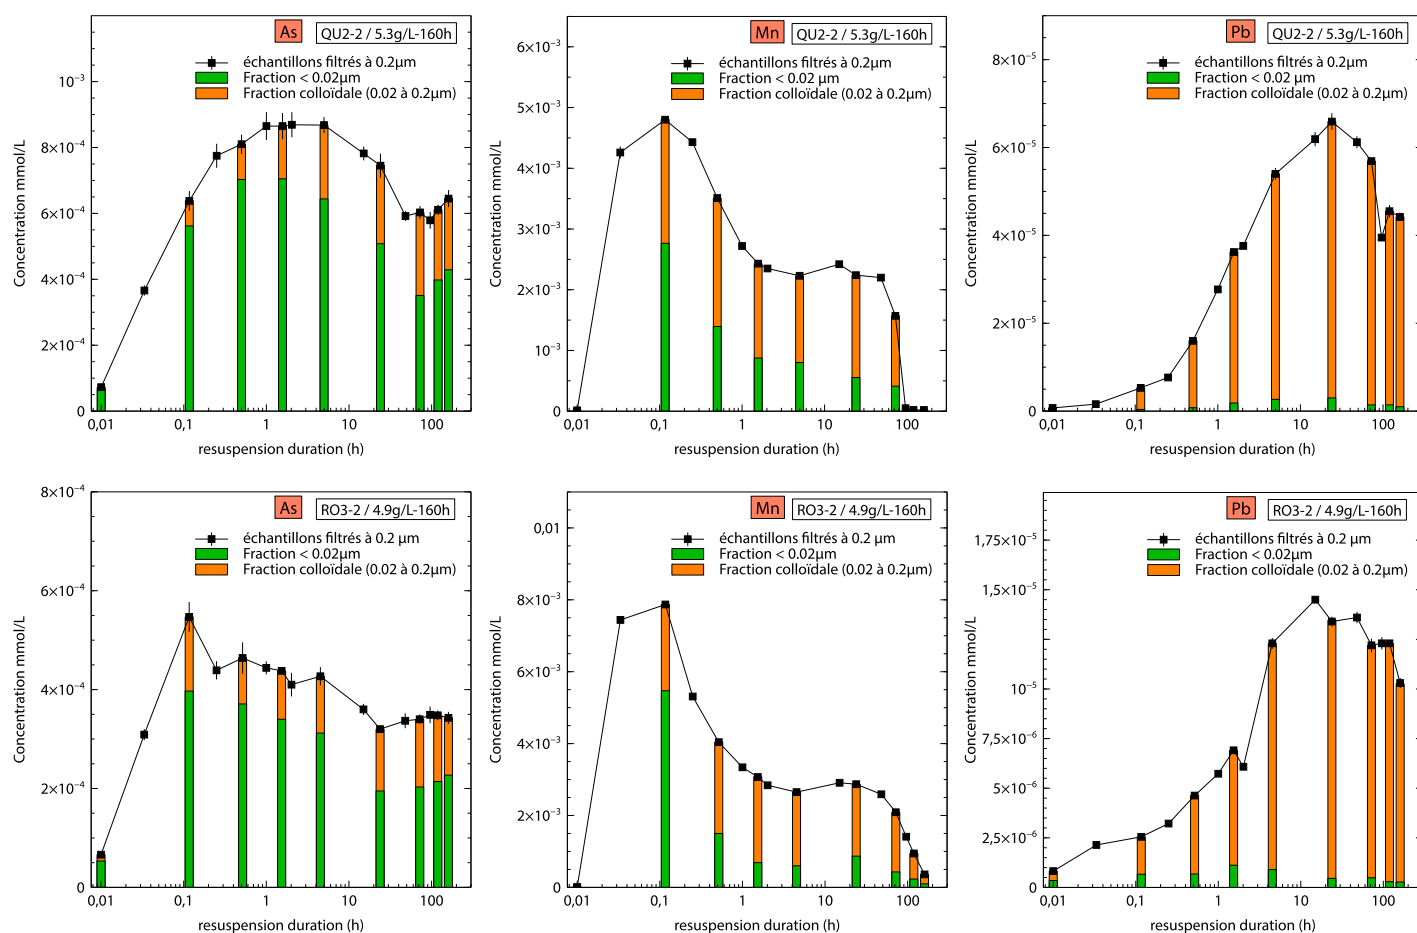 As
QU2-2 / 5.3g/L-160h
échantillons filtrés à 0.2µm
Fraction < 0.02µm
Fraction colloïdale (0.02 à 0.2µm)
Concentration mmol/L
10⁻³
8×10⁻⁴
6×10⁻⁴
4×10⁻⁴
2×10⁻⁴
0
0,01
0,1
1
10
100
resuspension duration (h)
Mn
QU2-2 / 5.3g/L-160h
échantillons filtrés à 0.2µm
Fraction < 0.02 µm
Fraction colloïdale (0.02 à 0.2µm)
Concentration mmol/L
6×10⁻³
5×10⁻³
4×10⁻³
3×10⁻³
2×10⁻³
10⁻³
0
0,01
0,1
1
10
100
resuspension duration (h)
Pb
QU2-2 / 5.3g/L-160h
échantillons filtrés à 0.2µm
Fraction < 0.02 µm
Fraction colloïdale (0.02 à 0.2µm)
Concentration mmol/L
8×10⁻⁵
6×10⁻⁵
4×10⁻⁵
2×10⁻⁵
0
0,01
0,1
1
10
100
resuspension duration (h)
As
RO3-2 / 4.9g/L-160h
échantillons filtrés à 0.2 µm
Fraction < 0.02µm
Fraction colloïdale (0.02 à 0.2µm)
Concentration mmol/L
8×10⁻⁴
6×10⁻⁴
4×10⁻⁴
2×10⁻⁴
0
0,01
0,1
1
10
100
resuspension duration (h)
Mn
RO3-2 / 4.9g/L-160h
échantillons filtrés à 0.2 µm
Fraction < 0.02µm
Fraction colloïdale (0.02 à 0.2µm)
Concentration mmol/L
0,01
8×10⁻³
6×10⁻³
4×10⁻³
2×10⁻³
0
0,01
0,1
1
10
100
resuspension duration (h)
Pb
RO3-2 / 4.9g/L-160h
échantillons filtrés à 0.2 µm
Fraction < 0.02µm
Fraction colloïdale (0.02 à 0.2µm)
Concentration mmol/L
1,75×10⁻⁵
1,5×10⁻⁵
10⁻⁵
7,5×10⁻⁶
5×10⁻⁶
2,5×10⁻⁶
0
0,01
0,1
1
10
100
resuspension duration (h)